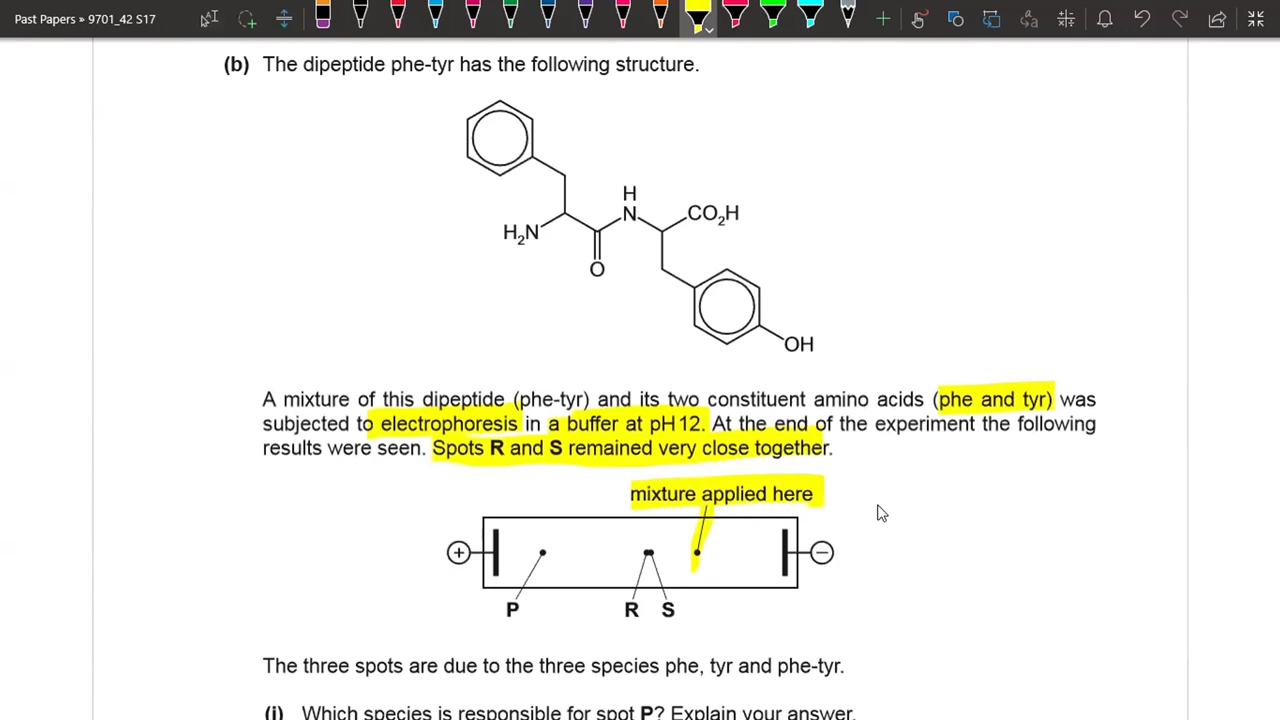 Past Papers » 9701_42 S17
(b) The dipeptide phe-tyr has the following structure.
H
N
CO2H
H2N
O
OH
A mixture of this dipeptide (phe-tyr) and its two constituent amino acids (phe and tyr) was
subjected to electrophoresis in a buffer at pH 12. At the end of the experiment the following
results were seen. Spots R and S remained very close together.
mixture applied here
+
–
P
R S
The three spots are due to the three species phe, tyr and phe-tyr.
(i) Which species is responsible for spot P? Explain your answer.